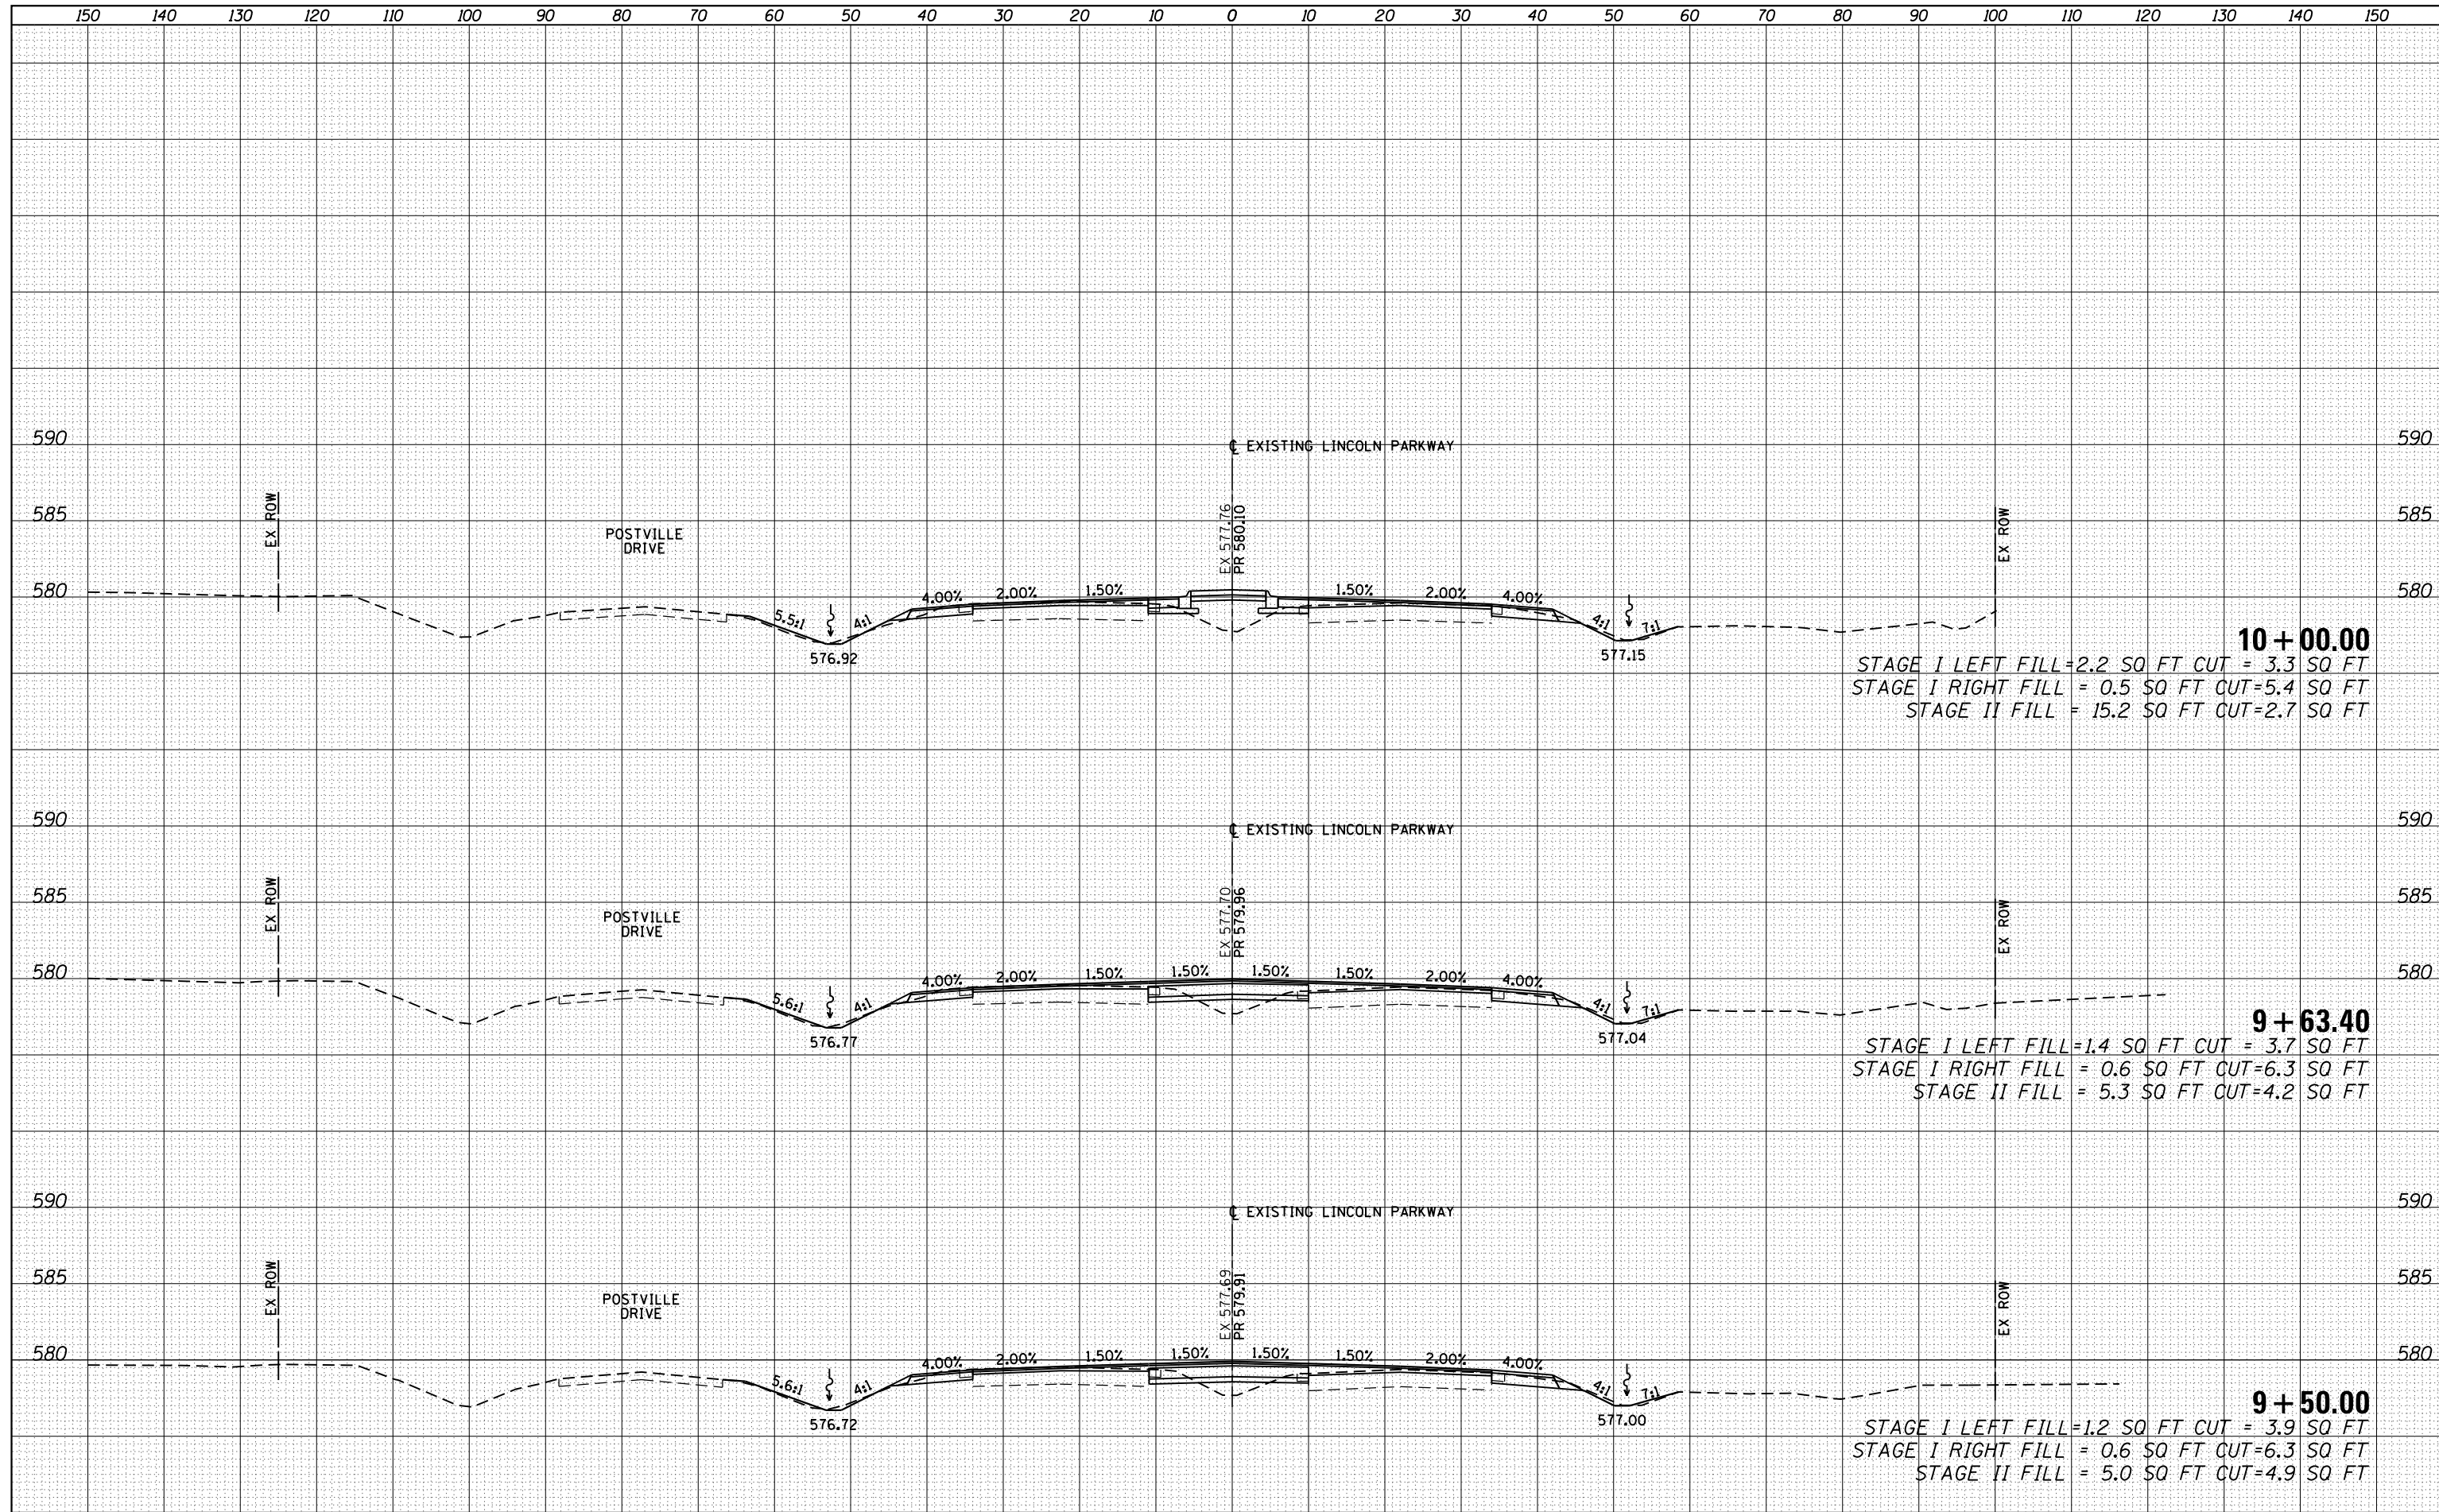 150 140 130 120 110 100 90 80 70 60 50 40 30 20 10 0 10 20 30 40 50 60 70 80 90 100 110 120 130 140 150
590 590
℄ EXISTING LINCOLN PARKWAY
585 585
EX ROW
POSTVILLE
DRIVE
EX 577.76
PR 580.10
EX ROW
580 580
4.00% 2.00% 1.50% 1.50% 2.00% 4.00%
5.5:1 4:1 4:1 7:1
576.92 577.15
10+00.00
STAGE I LEFT FILL=2.2 SQ FT CUT = 3.3 SQ FT
STAGE I RIGHT FILL = 0.5 SQ FT CUT=5.4 SQ FT
STAGE II FILL = 15.2 SQ FT CUT=2.7 SQ FT
590 590
℄ EXISTING LINCOLN PARKWAY
585 585
EX ROW
POSTVILLE
DRIVE
EX 577.70
PR 579.96
EX ROW
580 580
4.00% 2.00% 1.50% 1.50% 1.50% 1.50% 2.00% 4.00%
5.6:1 4:1 4:1 7:1
576.77 577.04
9+63.40
STAGE I LEFT FILL=1.4 SQ FT CUT = 3.7 SQ FT
STAGE I RIGHT FILL = 0.6 SQ FT CUT=6.3 SQ FT
STAGE II FILL = 5.3 SQ FT CUT=4.2 SQ FT
590 590
℄ EXISTING LINCOLN PARKWAY
585 585
EX ROW
POSTVILLE
DRIVE
EX 577.69
PR 579.91
EX ROW
580 580
4.00% 2.00% 1.50% 1.50% 1.50% 1.50% 2.00% 4.00%
5.6:1 4:1 4:1 7:1
576.72 577.00
9+50.00
STAGE I LEFT FILL=1.2 SQ FT CUT = 3.9 SQ FT
STAGE I RIGHT FILL = 0.6 SQ FT CUT=6.3 SQ FT
STAGE II FILL = 5.0 SQ FT CUT=4.9 SQ FT